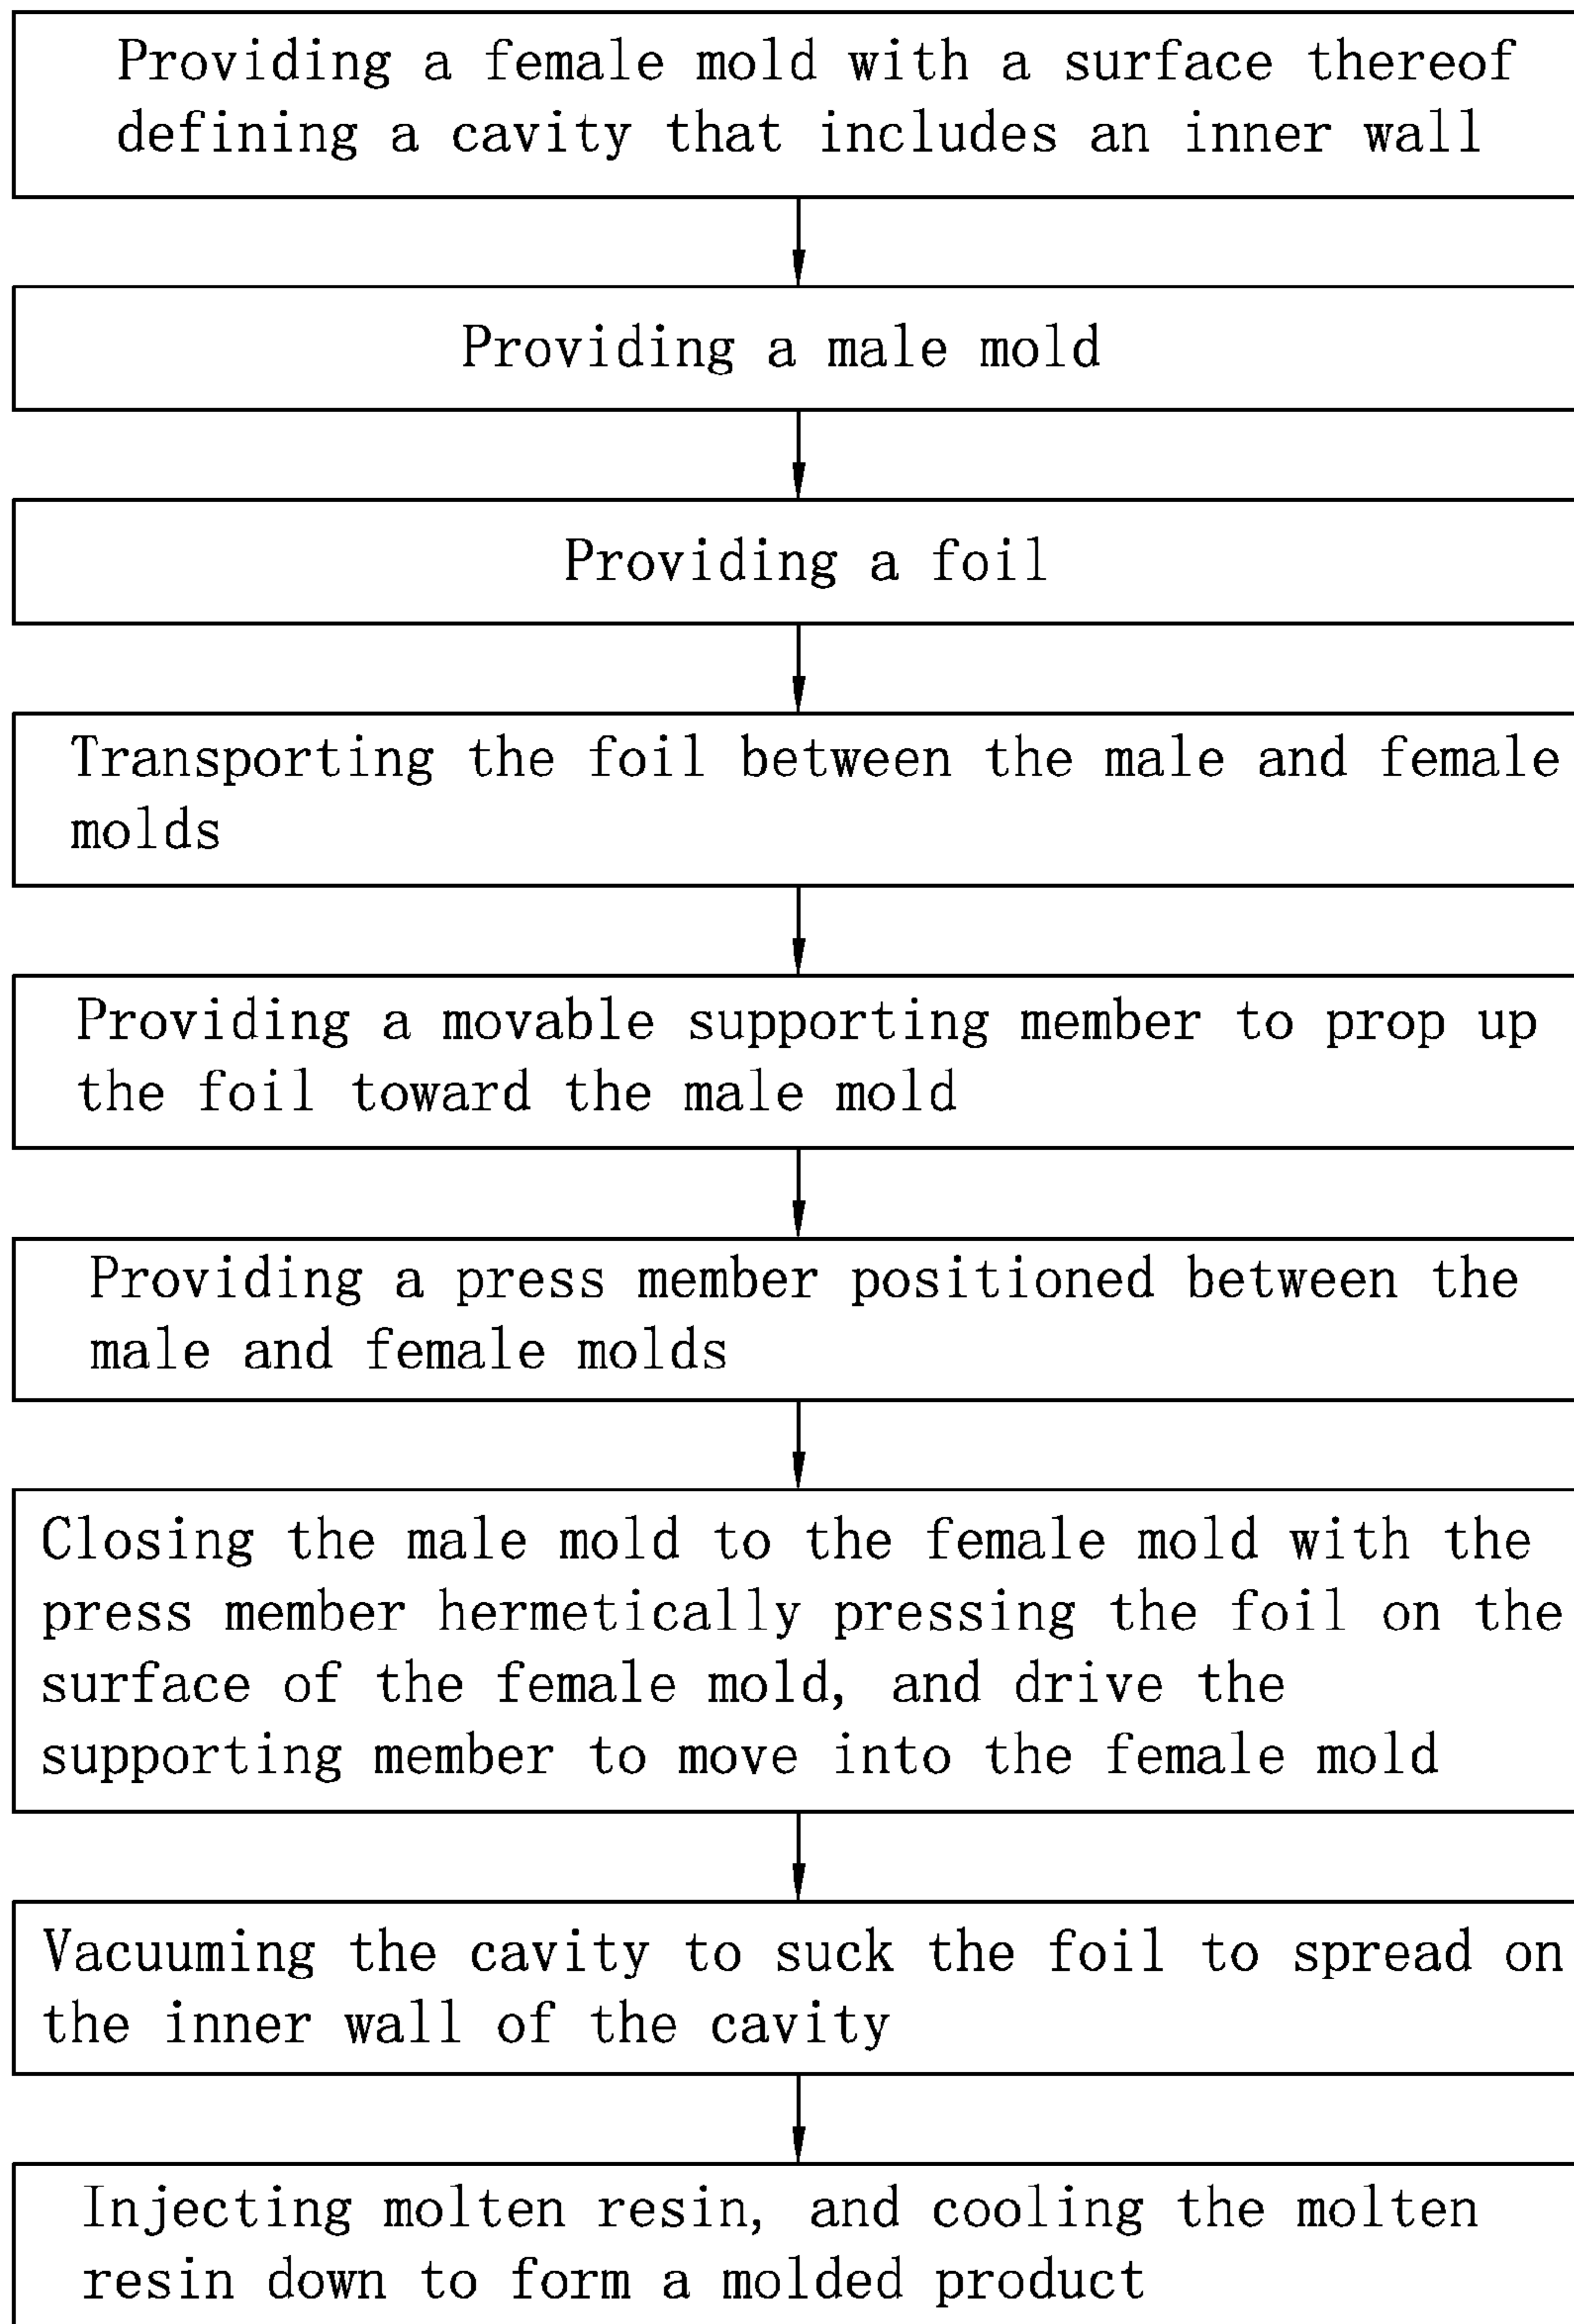 Providing a female mold with a surface thereof
defining a cavity that includes an inner wall
Providing a male mold
Providing a foil
Transporting the foil between the male and female
molds
Providing a movable supporting member to prop up
the foil toward the male mold
Providing a press member positioned between the
male and female molds
Closing the male mold to the female mold with the
press member hermetically pressing the foil on the
surface of the female mold, and drive the
supporting member to move into the female mold
Vacuuming the cavity to suck the foil to spread on
the inner wall of the cavity
Injecting molten resin, and cooling the molten
resin down to form a molded product